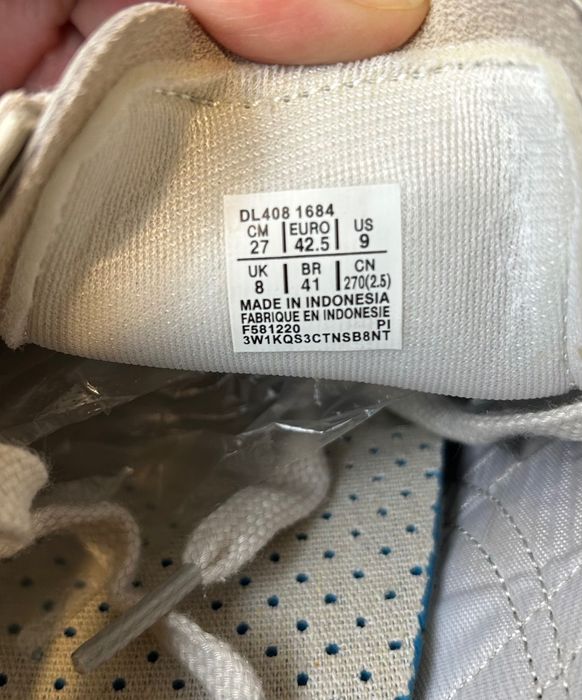 DL408 1684
CM EURO US
27 42.5 9
UK BR CN
8 41 270(2.5)
MADE IN INDONESIA
FABRIQUE EN INDONESIE
F581220 PI
3W1KQS3CTNSB8NT